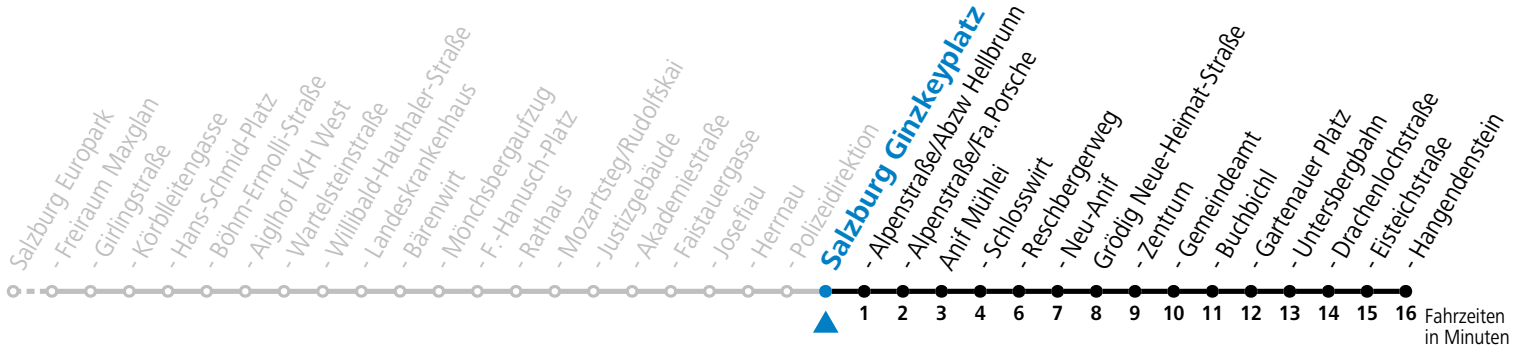 Salzburg Europark
- Freiraum Maxglan
- Girlingstraße
- Körblleitengasse
- Hans-Schmid-Platz
- Böhm-Ermolli-Straße
- Aiglhof LKH West
- Wartelsteinstraße
- Willibald-Hauthaler-Straße
- Landeskrankenhaus
- Bärenwirt
- Mönchsbergaufzug
- F.-Hanusch-Platz
- Rathaus
- Mozartsteg/Rudolfskai
- Justizgebäude
- Akademiestraße
- Faistauergasse
- Josefiau
- Herrnau
- Polizeidirektion
Salzburg Ginzkeyplatz
- Alpenstraße/Abzw Hellbrunn
- Alpenstraße/Fa.Porsche
Anif Mühlei
- Schlosswirt
- Reschbergerweg
- Neu-Anif
Grödig Neue-Heimat-Straße
- Zentrum
- Gemeindeamt
- Buchbichl
- Gartenauer Platz
- Untersbergbahn
- Drachenlochstraße
- Eisteichstraße
- Hangendenstein
1 2 3 4 6 7 8 9 10 11 12 13 14 15 16 Fahrzeiten
in Minuten